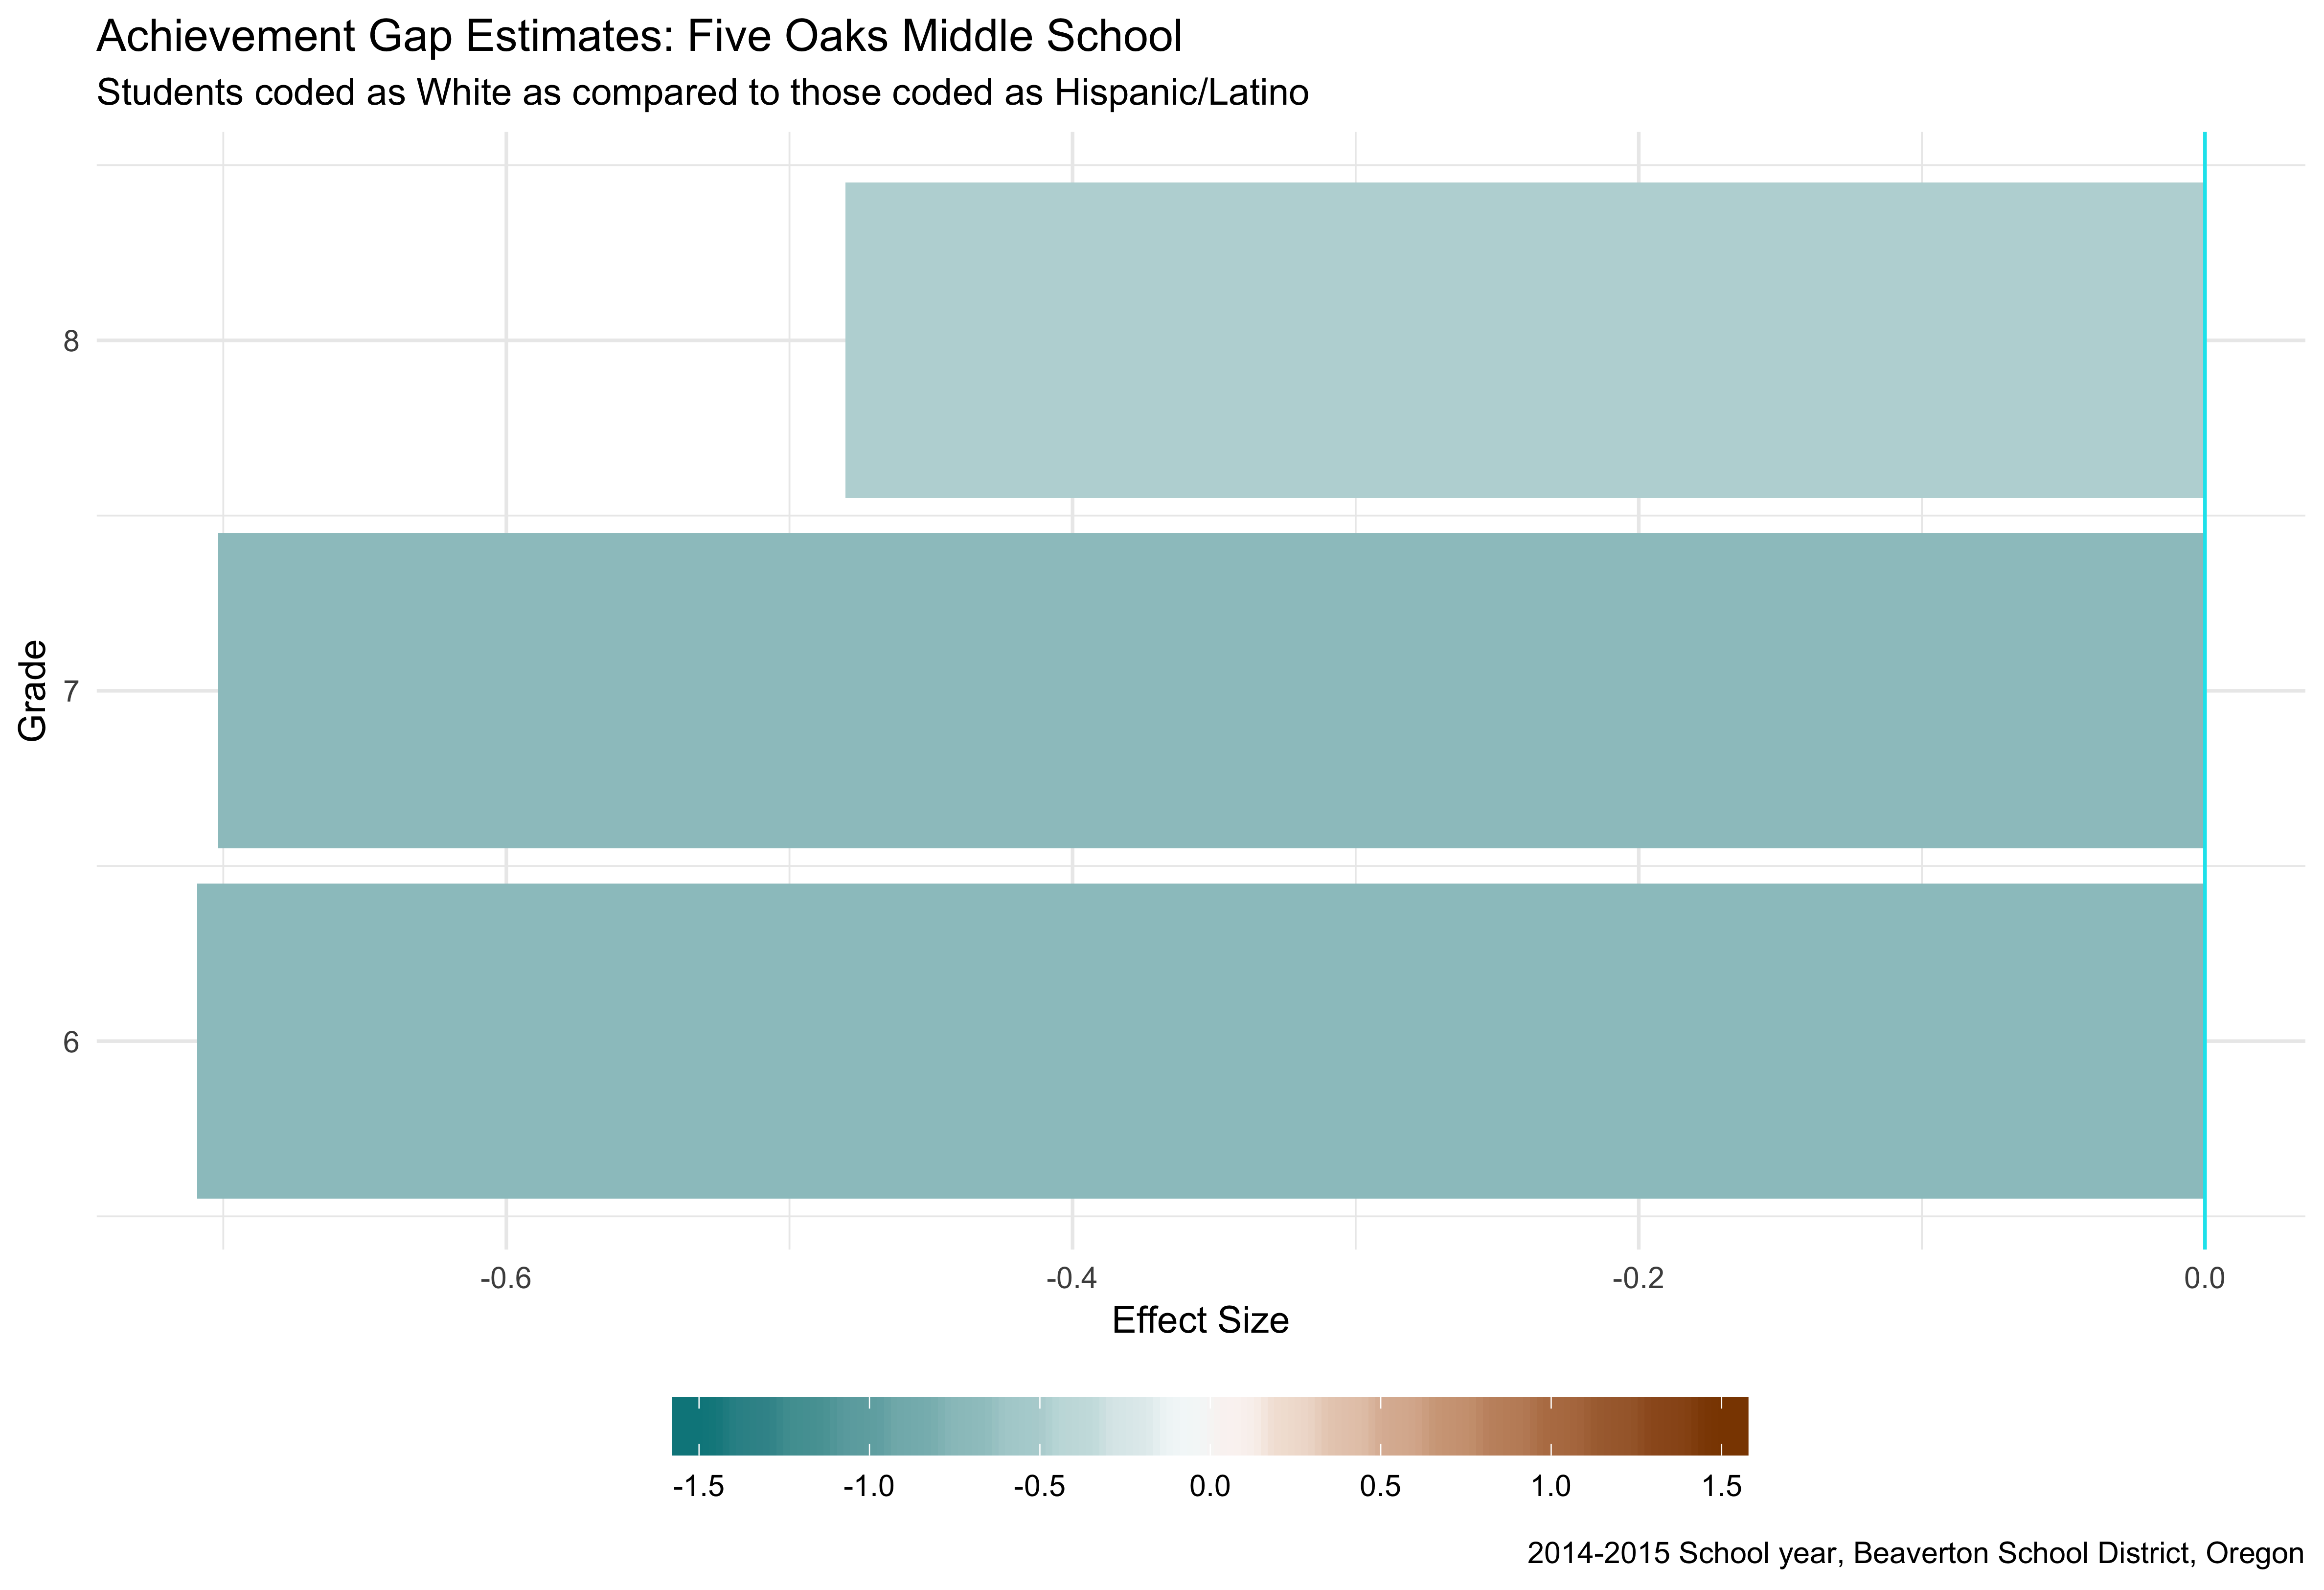 Achievement Gap Estimates: Five Oaks Middle School
Students coded as White as compared to those coded as Hispanic/Latino
8
7
6
Grade
-0.6 -0.4 -0.2 0.0
Effect Size
-1.5 -1.0 -0.5 0.0 0.5 1.0 1.5
2014-2015 School year, Beaverton School District, Oregon